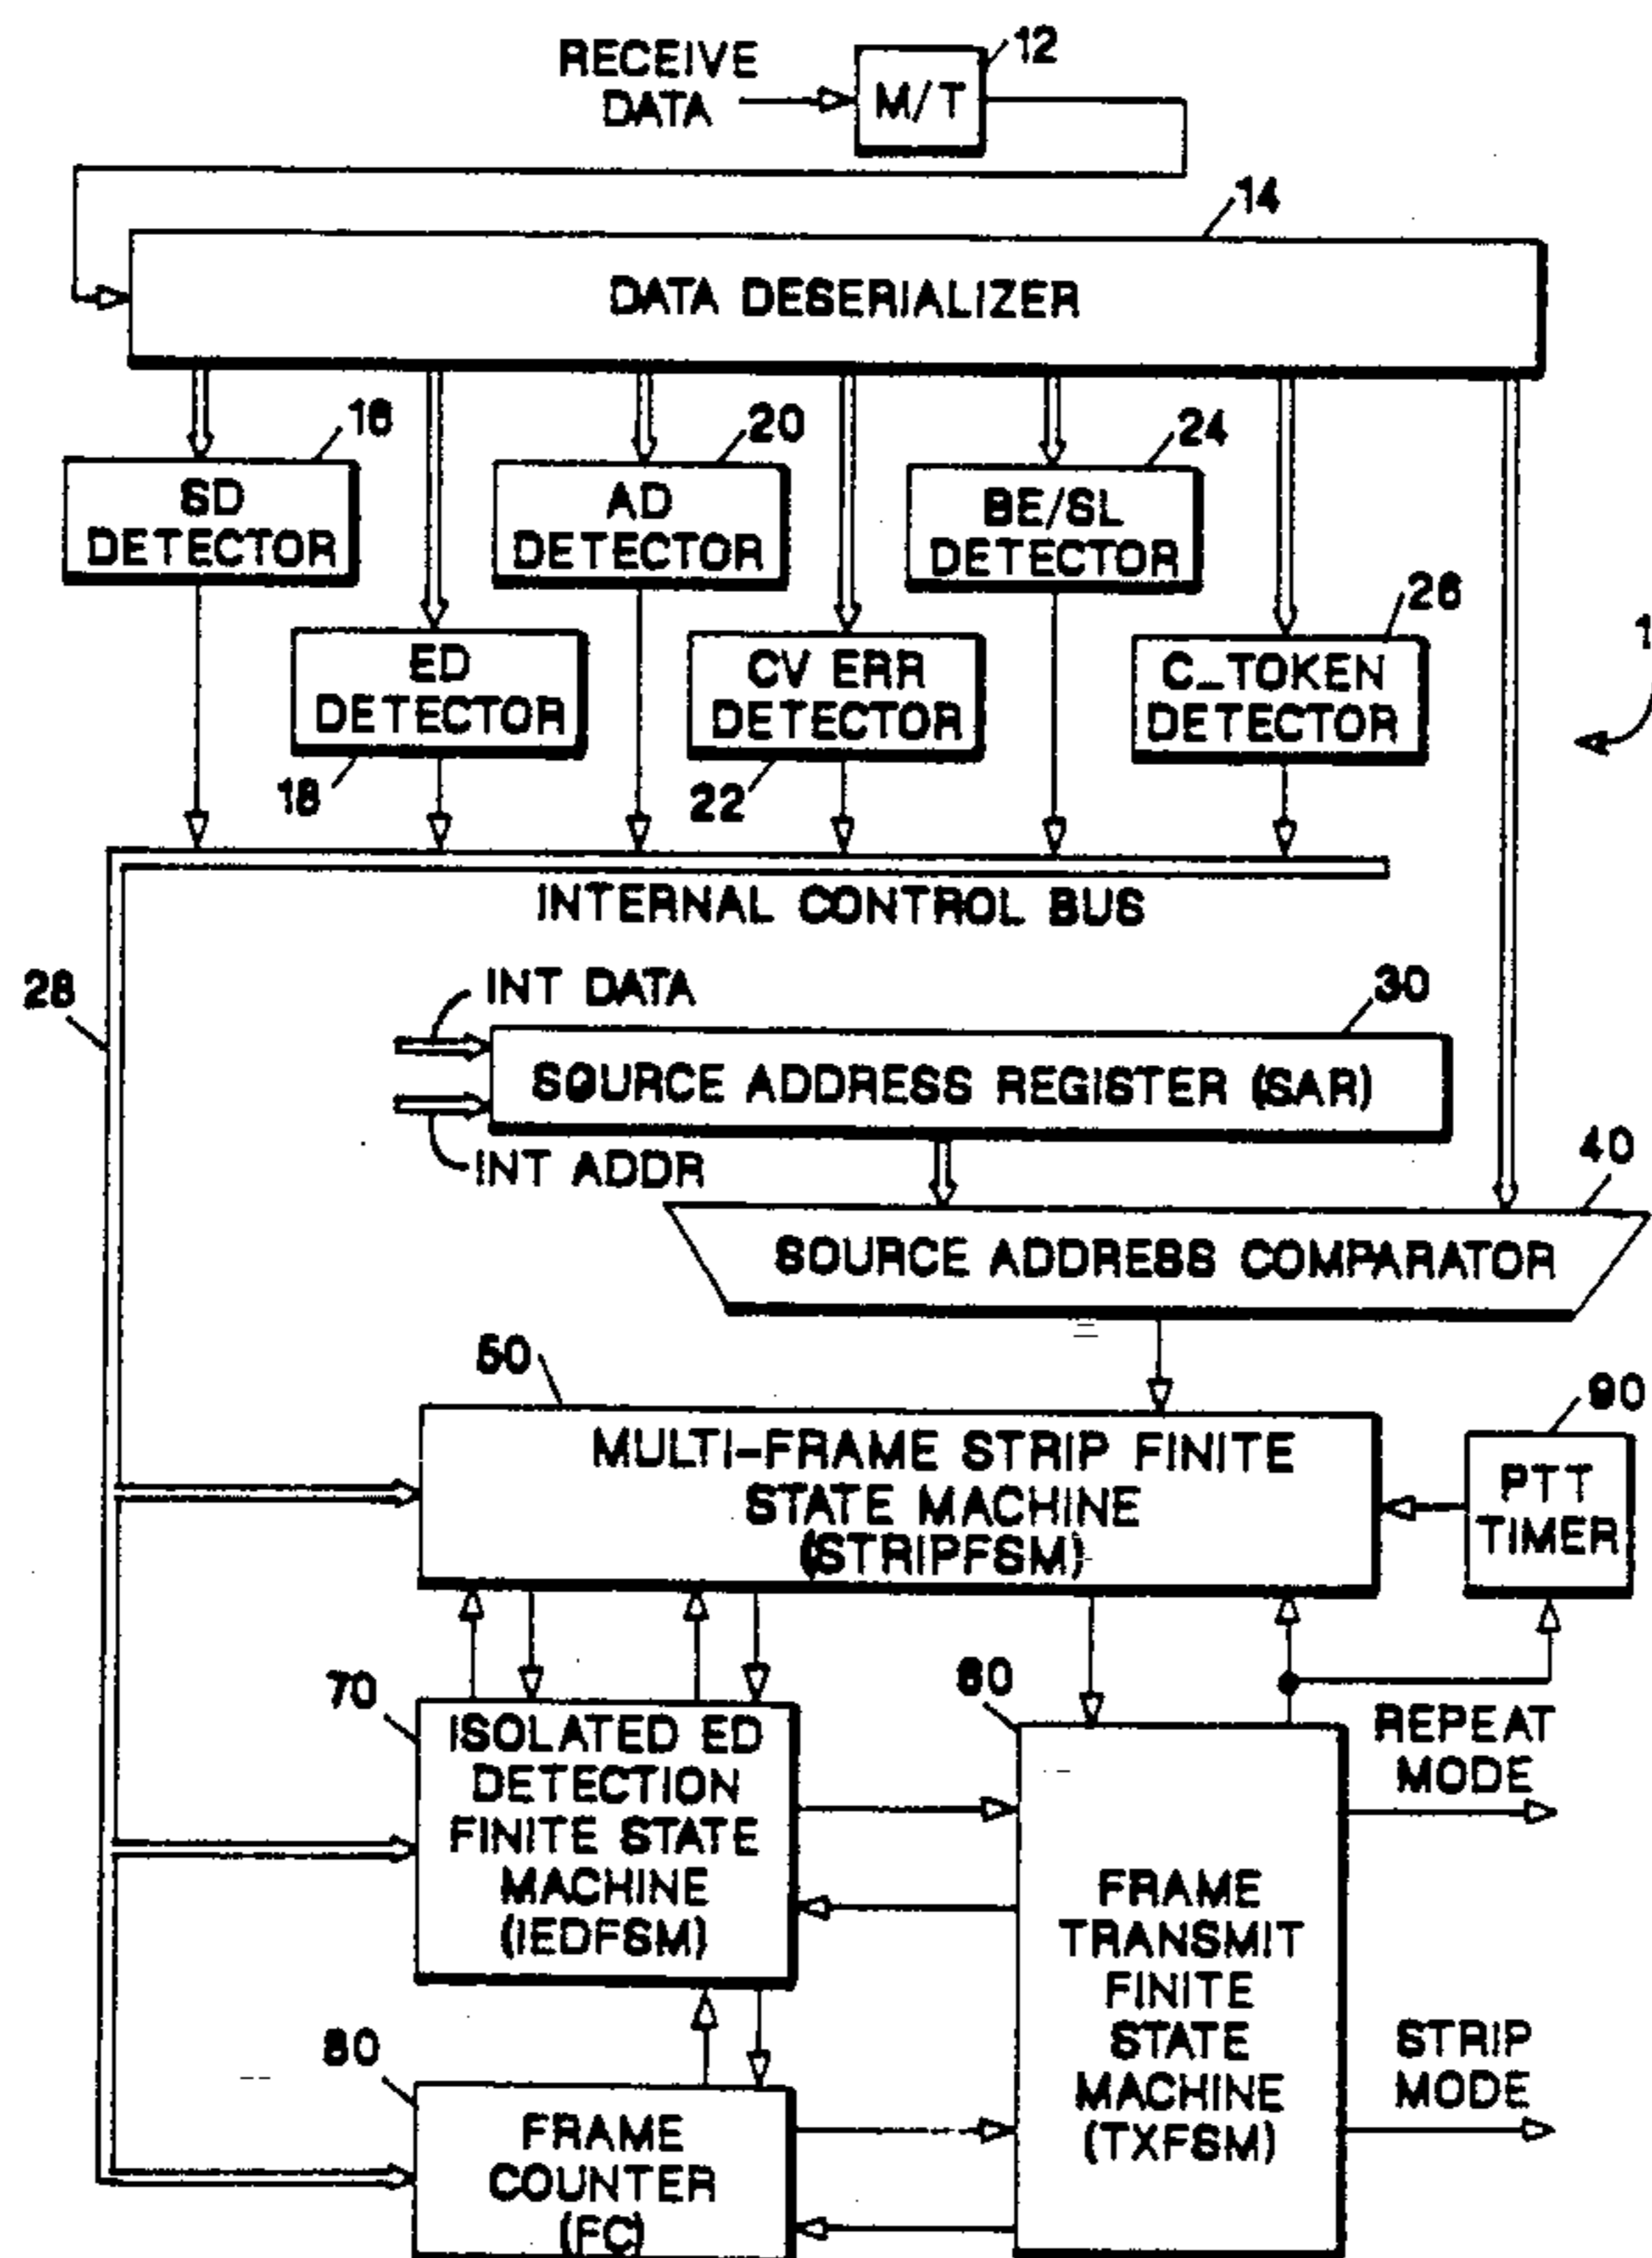 RECEIVE
DATA
M/T
12
14
DATA DESERIALIZER
16
20
24
SD
DETECTOR
AD
DETECTOR
BE/SL
DETECTOR
26
ED
DETECTOR
CV ERR
DETECTOR
C_TOKEN
DETECTOR
1
18
22
INTERNAL CONTROL BUS
28
INT DATA
30
SOURCE ADDRESS REGISTER (SAR)
INT ADDR
40
SOURCE ADDRESS COMPARATOR
50
90
MULTI-FRAME STRIP FINITE
STATE MACHINE
(STRIPFSM)
PTT
TIMER
70
60
ISOLATED ED
DETECTION
FINITE STATE
MACHINE
(IEDFSM)
REPEAT
MODE
FRAME
TRANSMIT
FINITE
STATE
MACHINE
(TXFSM)
STRIP
MODE
80
FRAME
COUNTER
(FC)